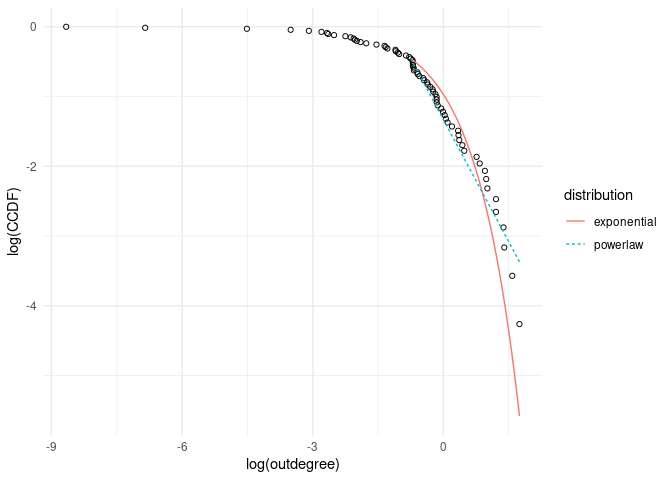 0
-2
-4
log(CCDF)
-9
-6
-3
0
log(outdegree)
distribution
exponential
powerlaw